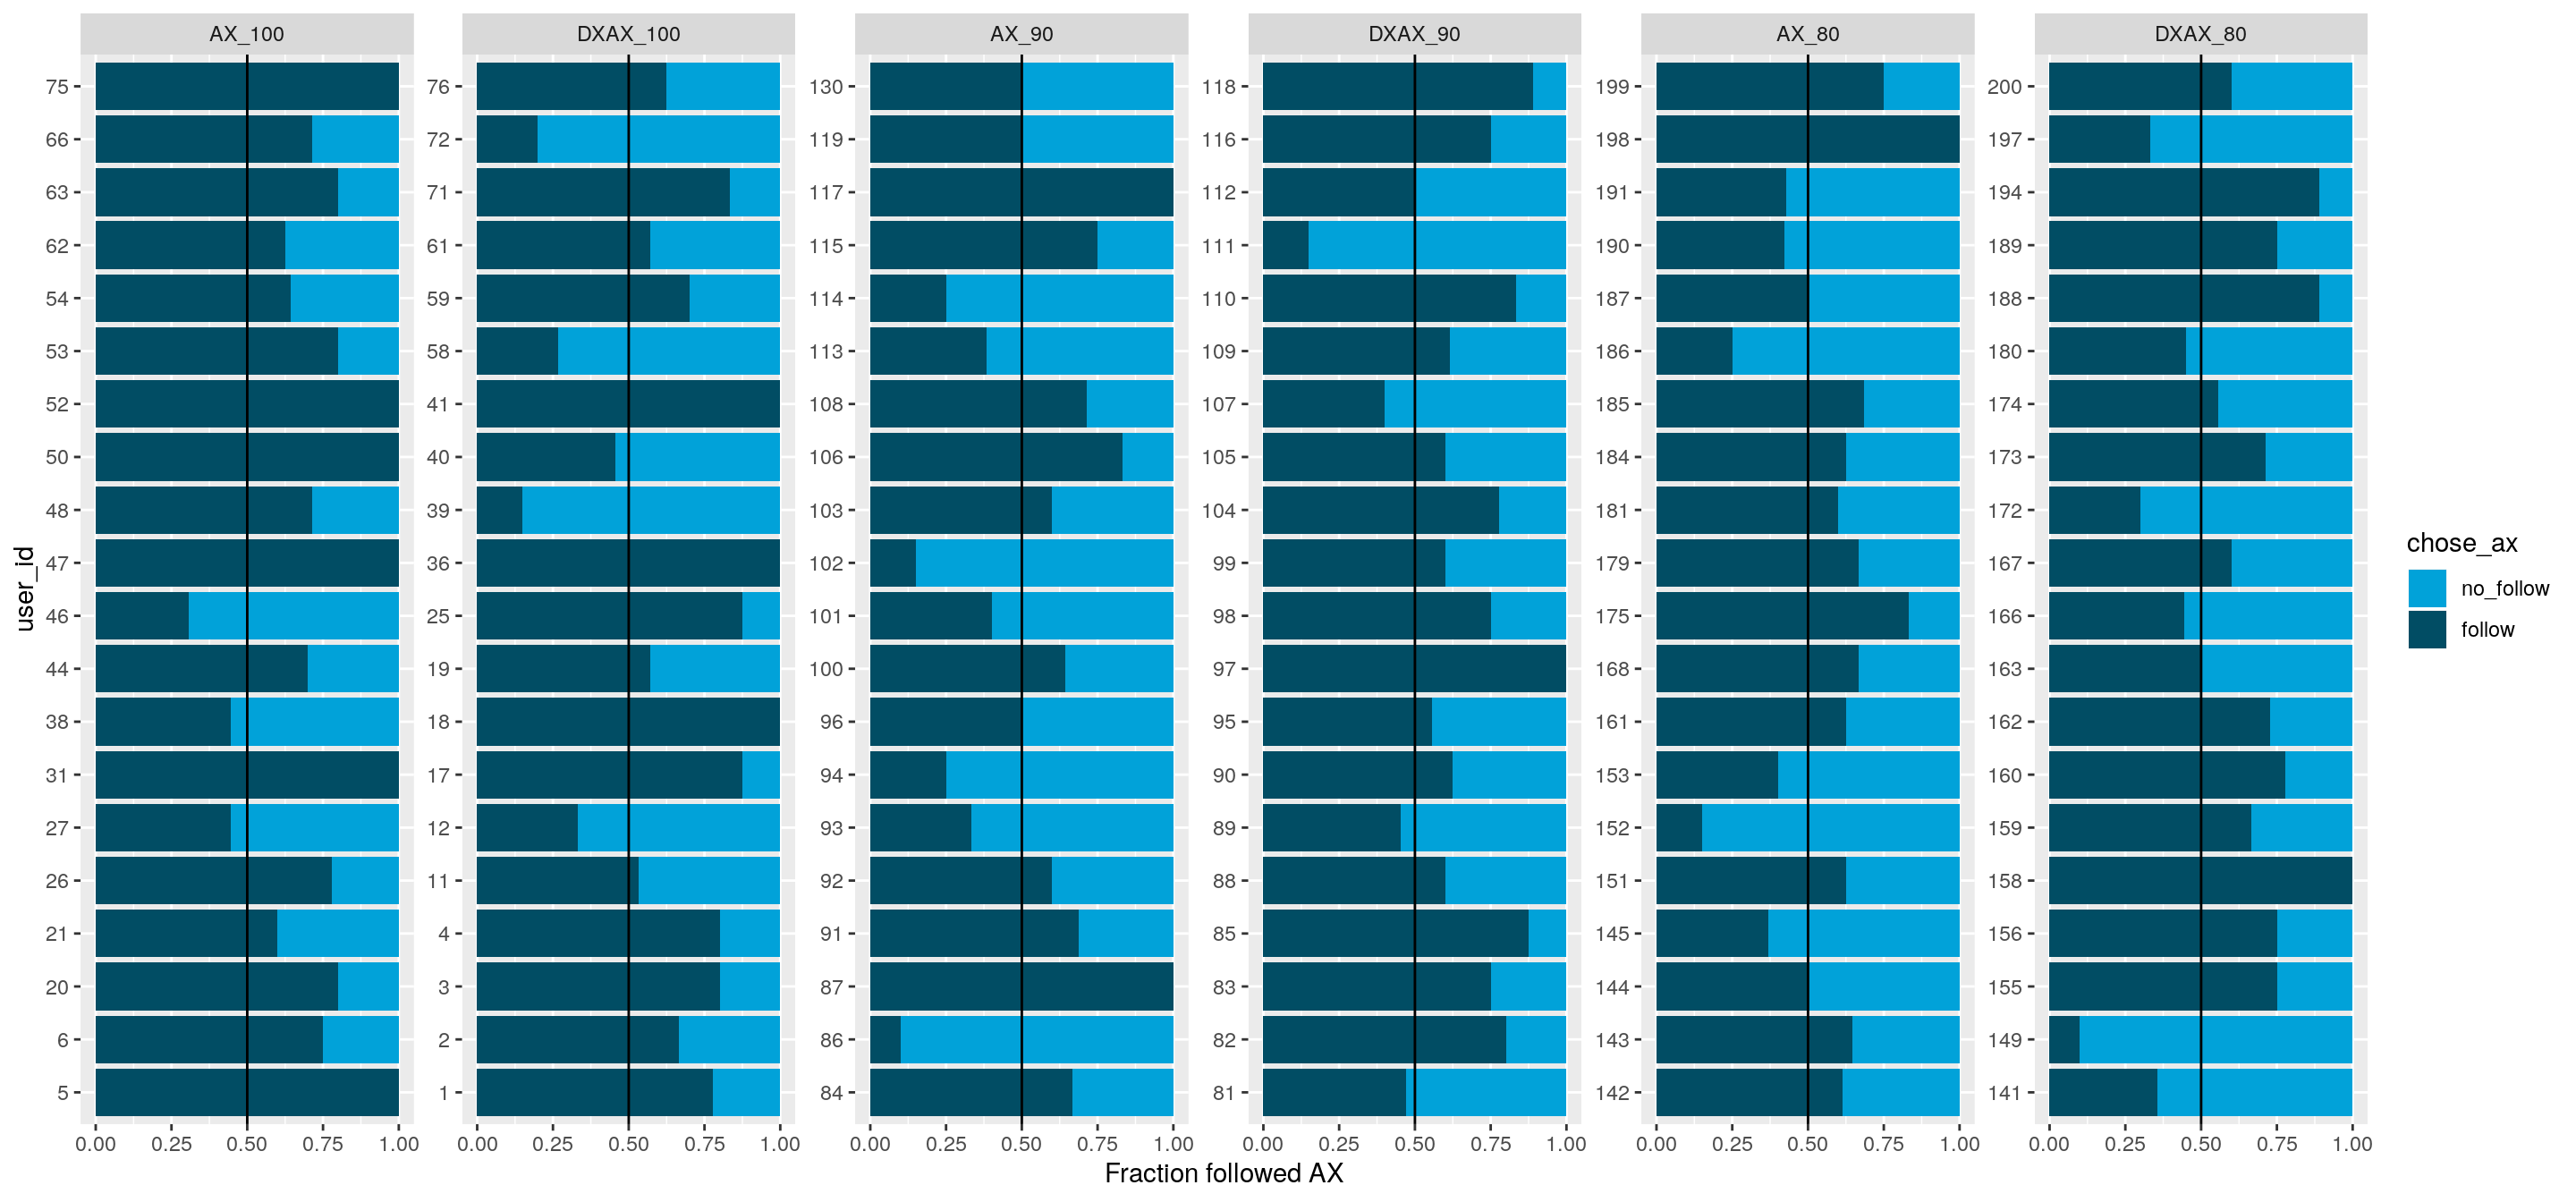 AX_100 DXAX_100 AX_90 DXAX_90 AX_80 DXAX_80
75 76 130 118 199 200
66 72 119 116 198 197
63 71 117 112 191 194
62 61 115 111 190 189
54 59 114 110 187 188
53 58 113 109 186 180
52 41 108 107 185 174
50 40 106 105 184 173
48 39 103 104 181 172
47 36 102 99 179 167
46 25 101 98 175 166
44 19 100 97 168 163
38 18 96 95 161 162
31 17 94 90 153 160
27 12 93 89 152 159
26 11 92 88 151 158
21 4 91 85 145 156
20 3 87 83 144 155
6 2 86 82 143 149
5 1 84 81 142 141
0.00 0.25 0.50 0.75 1.00 0.00 0.25 0.50 0.75 1.00 0.00 0.25 0.50 0.75 1.00 0.00 0.25 0.50 0.75 1.00 0.00 0.25 0.50 0.75 1.00 0.00 0.25 0.50 0.75 1.00
Fraction followed AX
user_id
chose_ax
no_follow
follow